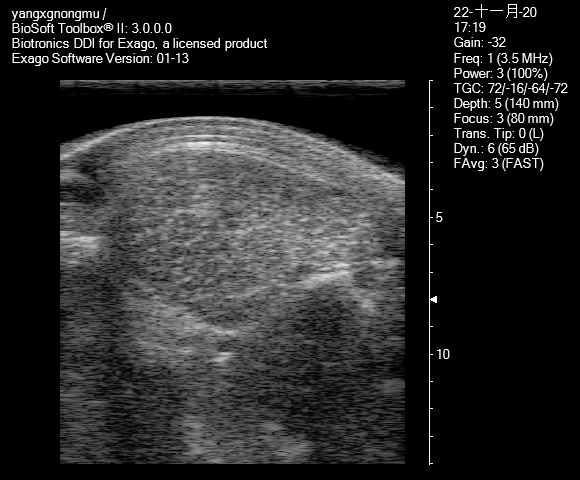 yangxgnongmu /
BioSoft Toolbox® II: 3.0.0.0
Biotronics DDI for Exago, a licensed product
Exago Software Version: 01-13
22-十一月-20
17:19
Gain: -32
Freq: 1 (3.5 MHz)
Power: 3 (100%)
TGC: 72/-16/-64/-72
Depth: 5 (140 mm)
Focus: 3 (80 mm)
Trans. Tip: 0 (L)
Dyn.: 6 (65 dB)
FAvg: 3 (FAST)
5
10